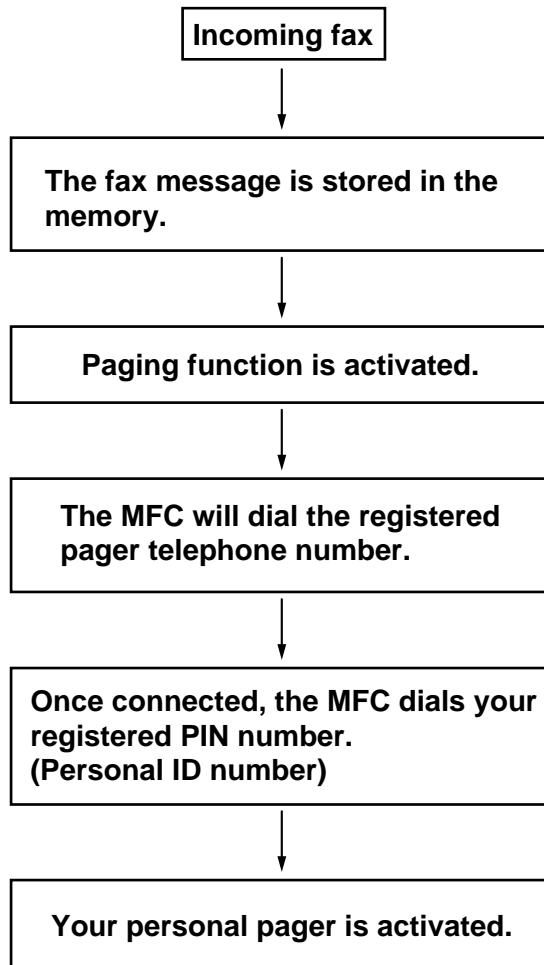 Incoming fax
The fax message is stored in the
memory.
Paging function is activated.
The MFC will dial the registered
pager telephone number.
Once connected, the MFC dials your
registered PIN number.
(Personal ID number)
Your personal pager is activated.